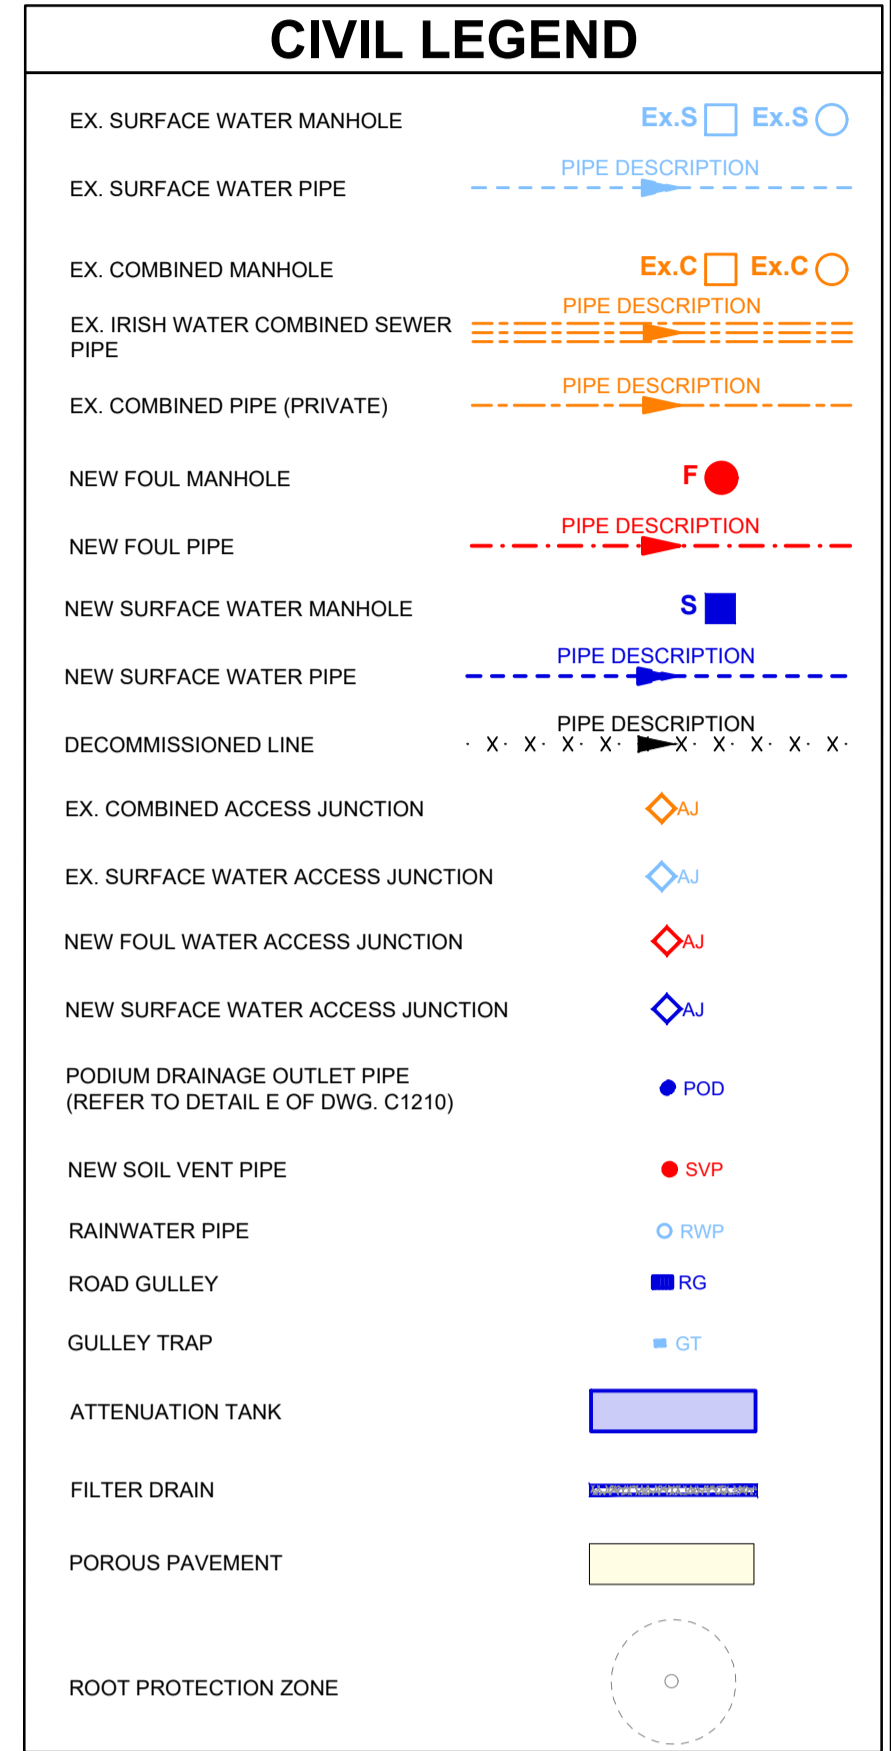 CIVIL LEGEND
EX. SURFACE WATER MANHOLE Ex.S Ex.S
PIPE DESCRIPTION
EX. SURFACE WATER PIPE
EX. COMBINED MANHOLE Ex.C Ex.C
PIPE DESCRIPTION
EX. IRISH WATER COMBINED SEWER
PIPE
PIPE DESCRIPTION
EX. COMBINED PIPE (PRIVATE)
NEW FOUL MANHOLE F
PIPE DESCRIPTION
NEW FOUL PIPE
NEW SURFACE WATER MANHOLE S
PIPE DESCRIPTION
NEW SURFACE WATER PIPE
PIPE DESCRIPTION
DECOMMISSIONED LINE X X X X X X X X X X
EX. COMBINED ACCESS JUNCTION AJ
EX. SURFACE WATER ACCESS JUNCTION AJ
NEW FOUL WATER ACCESS JUNCTION AJ
NEW SURFACE WATER ACCESS JUNCTION AJ
PODIUM DRAINAGE OUTLET PIPE
(REFER TO DETAIL E OF DWG. C1210) POD
NEW SOIL VENT PIPE SVP
RAINWATER PIPE RWP
ROAD GULLEY RG
GULLEY TRAP GT
ATTENUATION TANK
FILTER DRAIN
POROUS PAVEMENT
ROOT PROTECTION ZONE